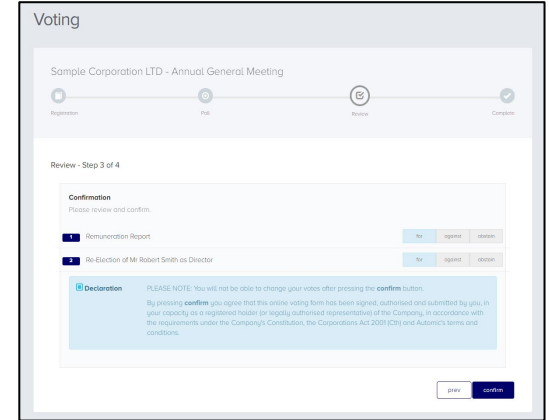 Voting
Sample Corporation LTD - Annual General Meeting
Registration Poll Review Complete
Review - Step 3 of 4
Confirmation
Please review and confirm.
1 Remuneration Report for against abstain
2 Re-Election of Mr Robert Smith as Director for against abstain
Declaration PLEASE NOTE: You will not be able to change your votes after pressing the confirm button.
By pressing confirm you agree that this online voting form has been signed, authorised and submitted by you, in
your capacity as a registered holder (or legally authorised representative) of the Company, in accordance with
the requirements under the Company's Constitution, the Corporations Act 2001 (Cth) and Automic's terms and
conditions.
prev confirm